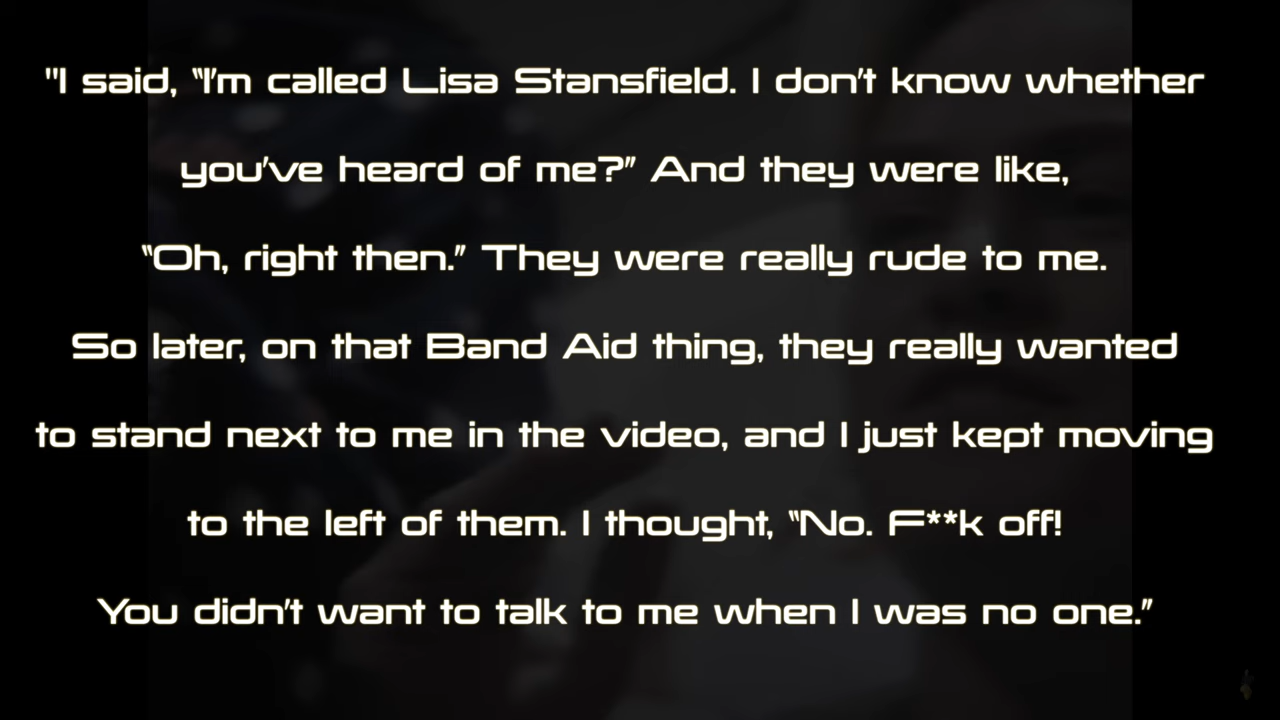 "I said, “I’m called Lisa Stansfield. I don’t know whether
you’ve heard of me?” And they were like,
“Oh, right then.” They were really rude to me.
So later, on that Band Aid thing, they really wanted
to stand next to me in the video, and I just kept moving
to the left of them. I thought, “No. F**k off!
You didn’t want to talk to me when I was no one.”